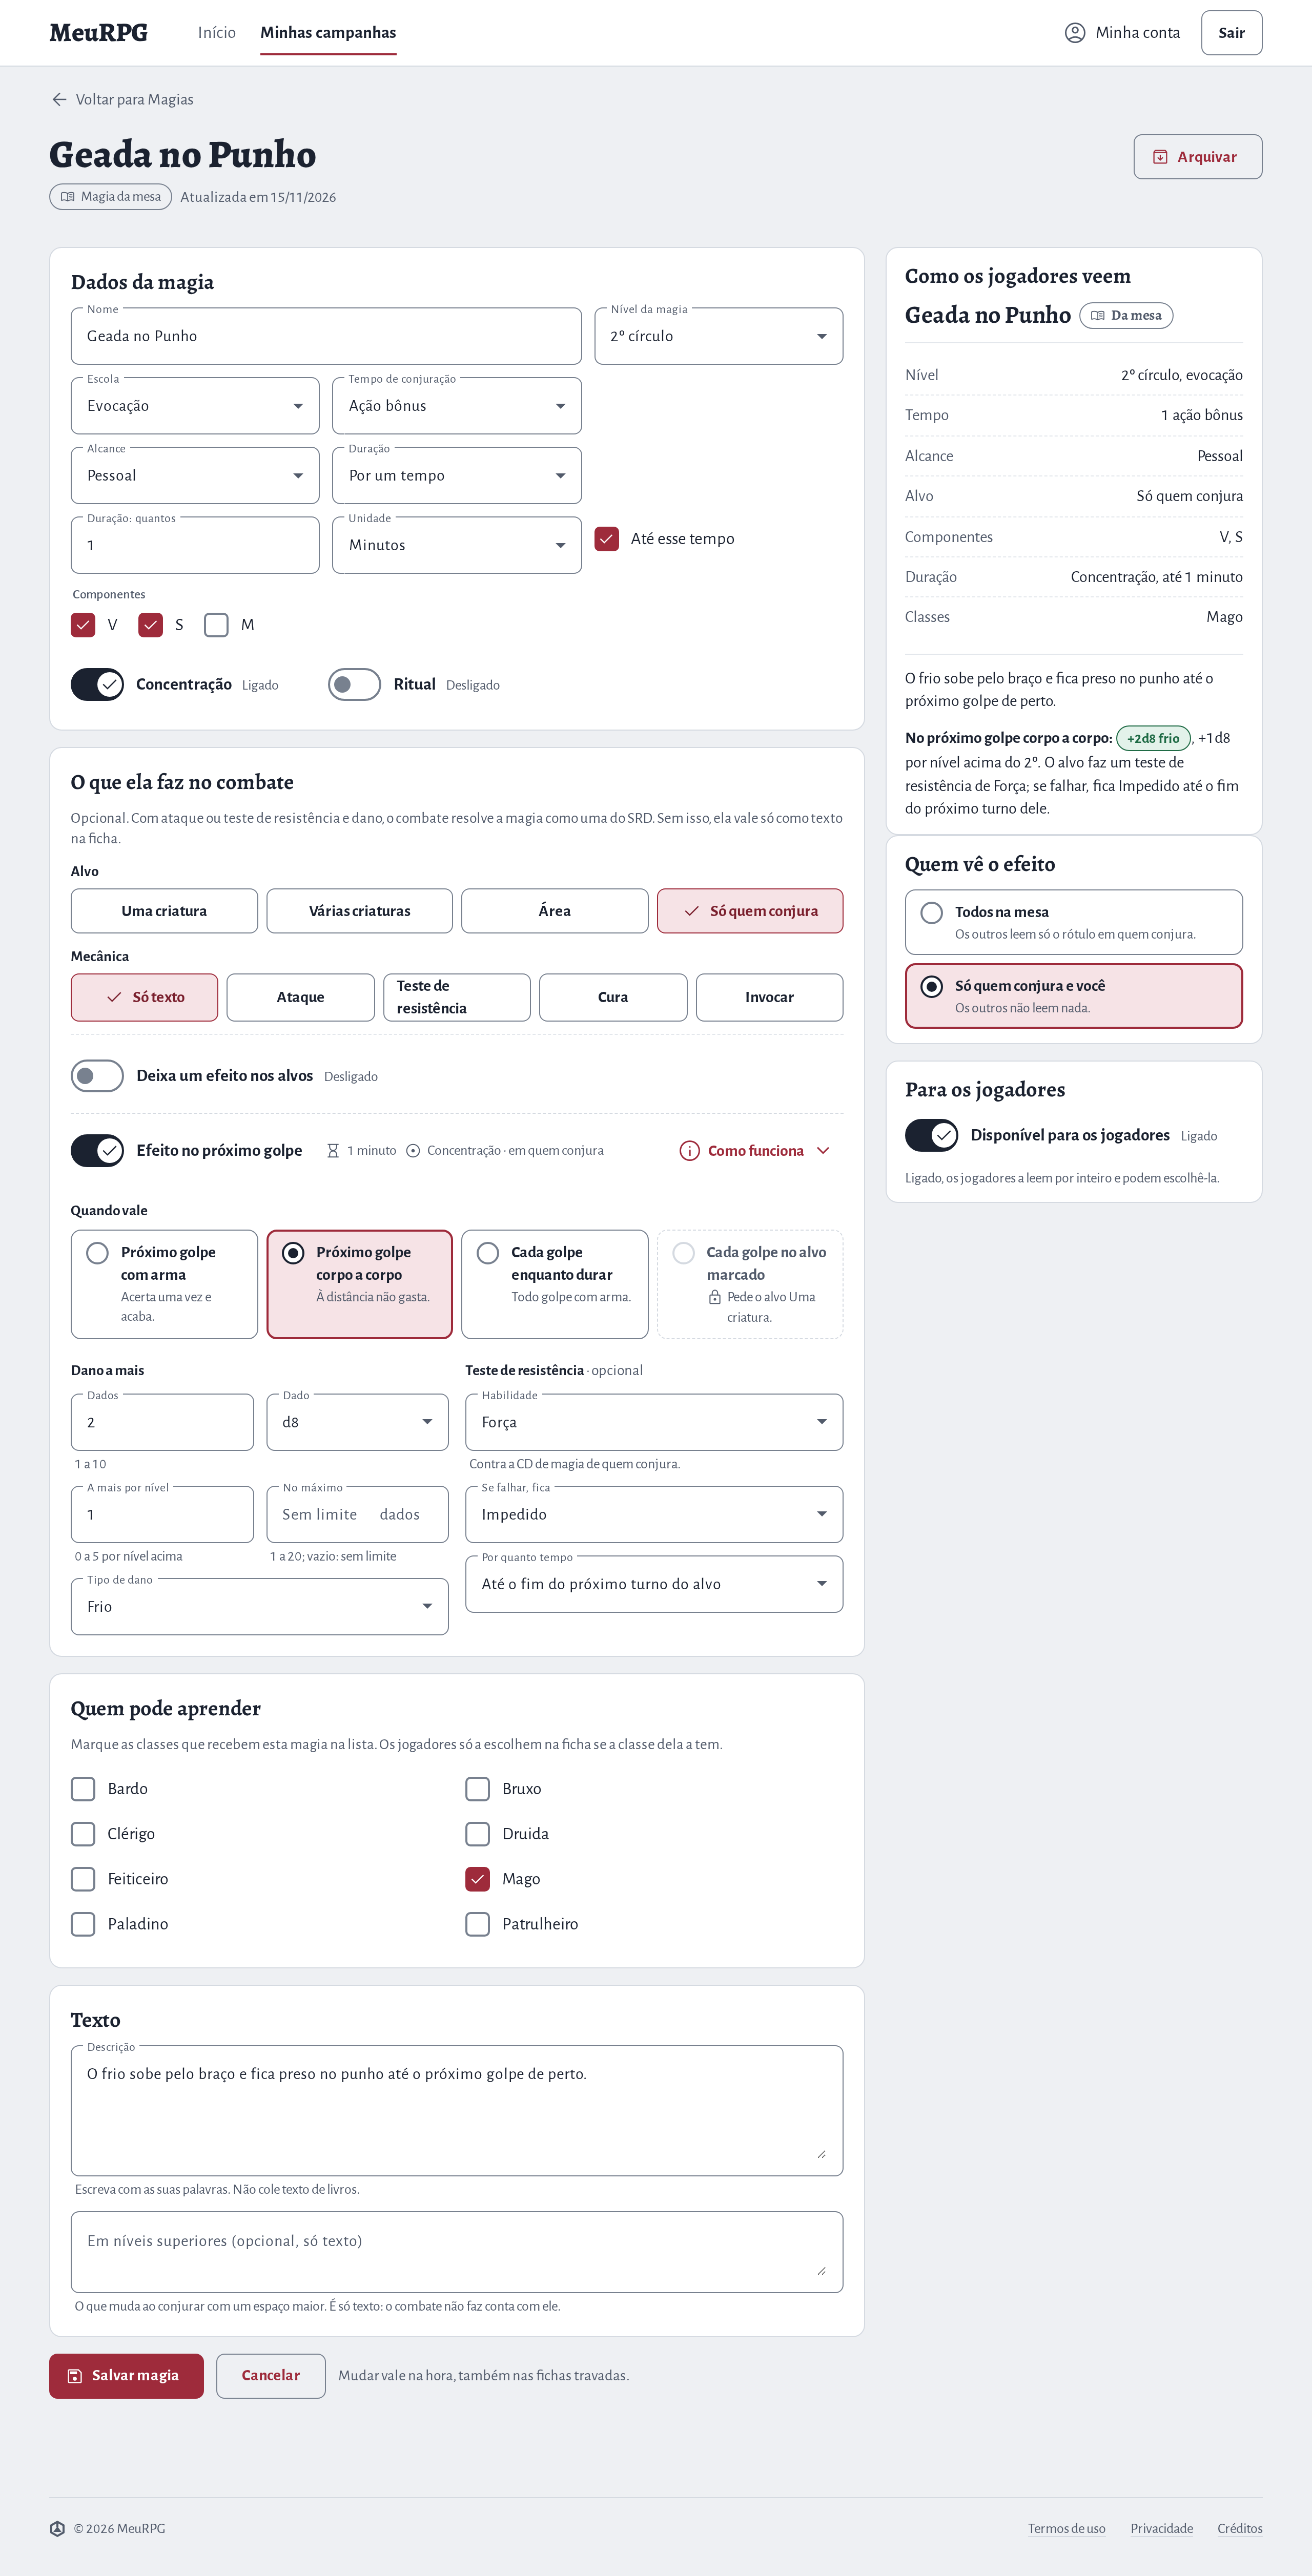 MeuRPG
Início
Minhas campanhas
Minha conta
Sair
Voltar para Magias
Geada no Punho
Arquivar
Magia da mesa
Atualizada em 15/11/2026
Dados da magia
Nome
Geada no Punho
Nível da magia
2º círculo
Escola
Evocação
Tempo de conjuração
Ação bônus
Alcance
Pessoal
Duração
Por um tempo
Duração: quantos
1
Unidade
Minutos
Até esse tempo
Componentes
V
S
M
Concentração Ligado
Ritual Desligado
O que ela faz no combate
Opcional. Com ataque ou teste de resistência e dano, o combate resolve a magia como uma do SRD. Sem isso, ela vale só como texto
na ficha.
Alvo
Uma criatura
Várias criaturas
Área
Só quem conjura
Mecânica
Só texto
Ataque
Teste de
resistência
Cura
Invocar
Deixa um efeito nos alvos Desligado
Efeito no próximo golpe
1 minuto
Concentração · em quem conjura
Como funciona
Quando vale
Próximo golpe
com arma
Acerta uma vez e
acaba.
Próximo golpe
corpo a corpo
À distância não gasta.
Cada golpe
enquanto durar
Todo golpe com arma.
Cada golpe no alvo
marcado
Pede o alvo Uma
criatura.
Dano a mais
Dados
2
1 a 10
Dado
d8
A mais por nível
1
0 a 5 por nível acima
No máximo
Sem limite dados
1 a 20; vazio: sem limite
Tipo de dano
Frio
Teste de resistência · opcional
Habilidade
Força
Contra a CD de magia de quem conjura.
Se falhar, fica
Impedido
Por quanto tempo
Até o fim do próximo turno do alvo
Quem pode aprender
Marque as classes que recebem esta magia na lista. Os jogadores só a escolhem na ficha se a classe dela a tem.
Bardo
Bruxo
Clérigo
Druida
Feiticeiro
Mago
Paladino
Patrulheiro
Texto
Descrição
O frio sobe pelo braço e fica preso no punho até o próximo golpe de perto.
Escreva com as suas palavras. Não cole texto de livros.
Em níveis superiores (opcional, só texto)
O que muda ao conjurar com um espaço maior. É só texto: o combate não faz conta com ele.
Salvar magia
Cancelar
Mudar vale na hora, também nas fichas travadas.
Como os jogadores veem
Geada no Punho
Da mesa
Nível 2º círculo, evocação
Tempo 1 ação bônus
Alcance Pessoal
Alvo Só quem conjura
Componentes V, S
Duração Concentração, até 1 minuto
Classes Mago
O frio sobe pelo braço e fica preso no punho até o
próximo golpe de perto.
No próximo golpe corpo a corpo: +2d8 frio, +1d8
por nível acima do 2º. O alvo faz um teste de
resistência de Força; se falhar, fica Impedido até o fim
do próximo turno dele.
Quem vê o efeito
Todos na mesa
Os outros leem só o rótulo em quem conjura.
Só quem conjura e você
Os outros não leem nada.
Para os jogadores
Disponível para os jogadores Ligado
Ligado, os jogadores a leem por inteiro e podem escolhê-la.
© 2026 MeuRPG
Termos de uso
Privacidade
Créditos